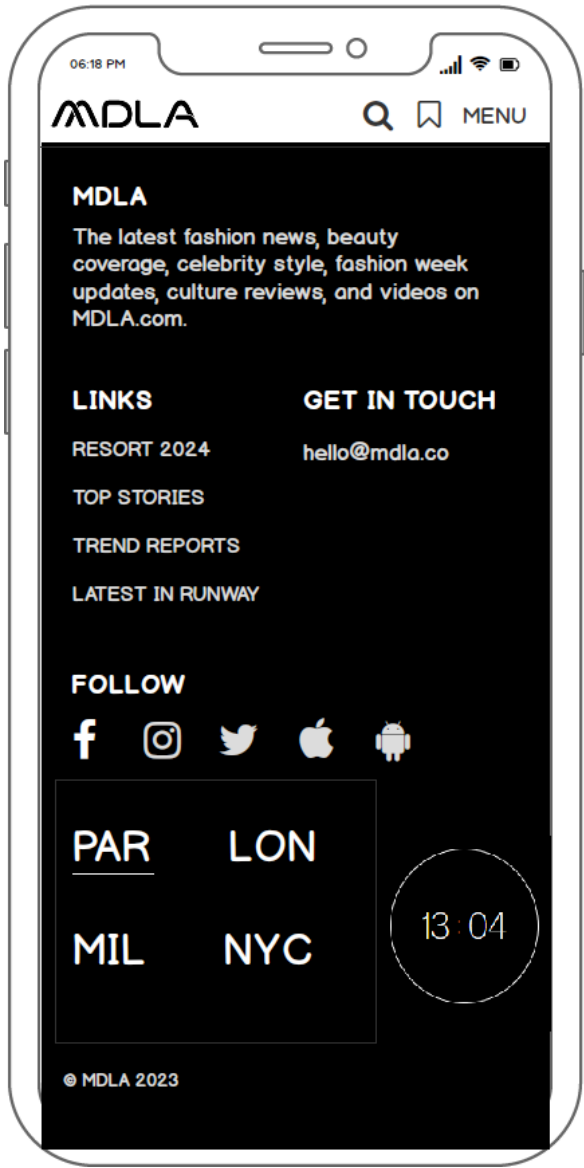 06:18 PM
MDLA
MENU
MDLA
The latest fashion news, beauty
coverage, celebrity style, fashion week
updates, culture reviews, and videos on
MDLA.com.
LINKS
RESORT 2024
TOP STORIES
TREND REPORTS
LATEST IN RUNWAY
GET IN TOUCH
hello@mdla.co
FOLLOW
PAR
LON
MIL
NYC
13:04
© MDLA 2023